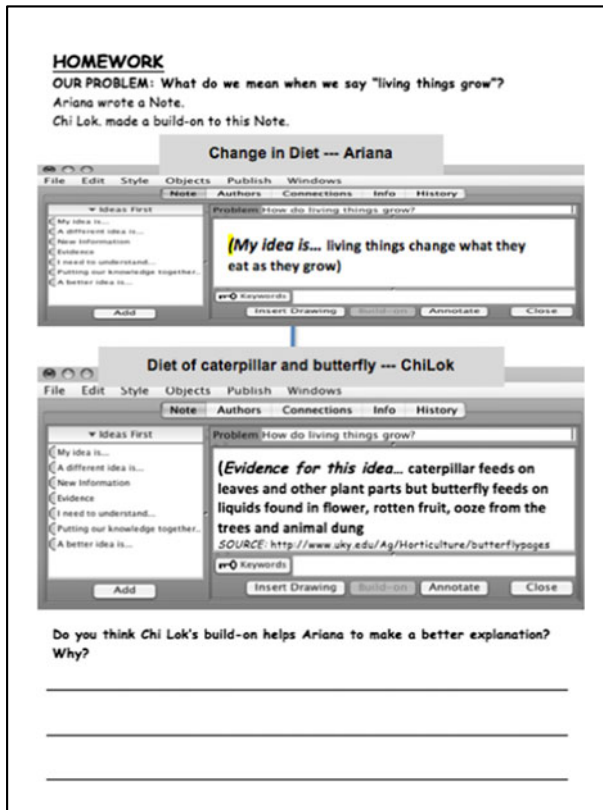 HOMEWORK
OUR PROBLEM: What do we mean when we say "living things grow"?
Ariana wrote a Note.
Chi Lok. made a build-on to this Note.
Change in Diet --- Ariana
File Edit Style Objects Publish Windows
Note Authors Connections Info History
▼ Ideas First
Problem How do living things grow?
My idea is...
A different idea is...
New Information
Evidence
I need to understand...
Putting our knowledge together..
A better idea is...
(My idea is... living things change what they
eat as they grow)
Keywords
Add
Insert Drawing Build-on Annotate Close
Diet of caterpillar and butterfly --- ChiLok
File Edit Style Objects Publish Windows
Note Authors Connections Info History
▼ Ideas First
Problem How do living things grow?
My idea is...
A different idea is...
New Information
Evidence
I need to understand...
Putting our knowledge together..
A better idea is...
(Evidence for this idea... caterpillar feeds on
leaves and other plant parts but butterfly feeds on
liquids found in flower, rotten fruit, ooze from the
trees and animal dung
SOURCE: http://www.uky.edu/Ag/Horticulture/butterflypages
Keywords
Add
Insert Drawing Build-on Annotate Close
Do you think Chi Lok's build-on helps Ariana to make a better explanation?
Why?